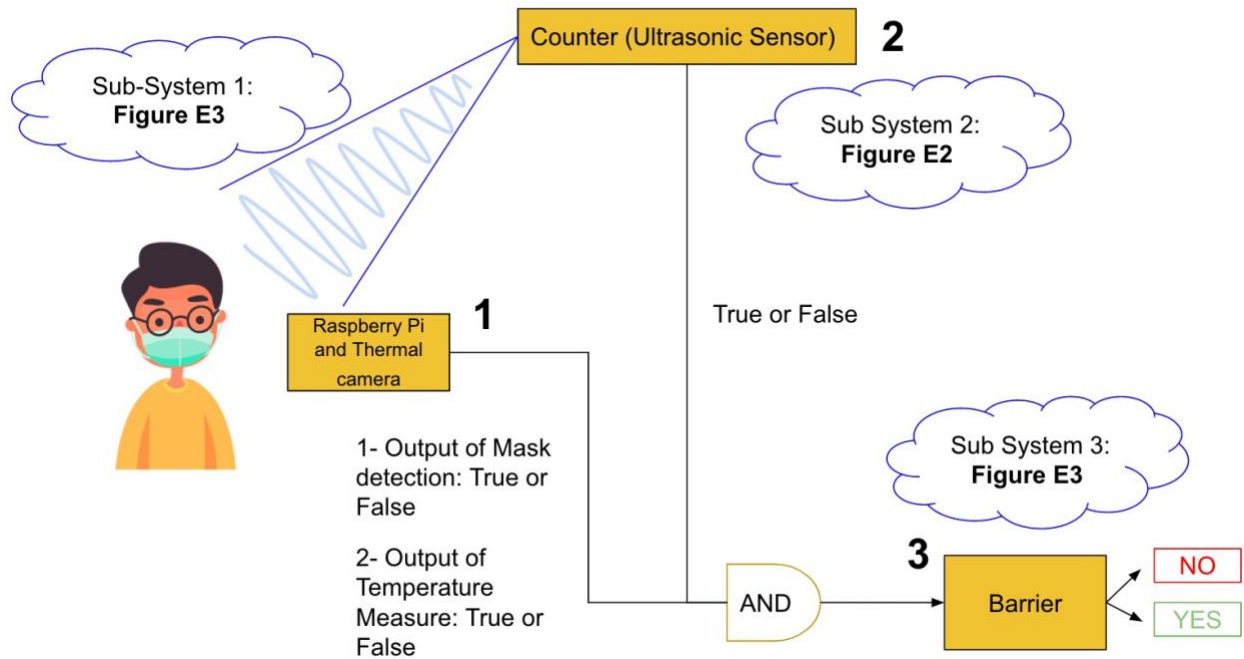 Counter (Ultrasonic Sensor)
2
Sub-System 1:
Figure E3
Sub System 2:
Figure E2
Raspberry Pi
and Thermal
camera
1
True or False
1- Output of Mask
detection: True or
False
2- Output of
Temperature
Measure: True or
False
Sub System 3:
Figure E3
3
AND
Barrier
NO
YES